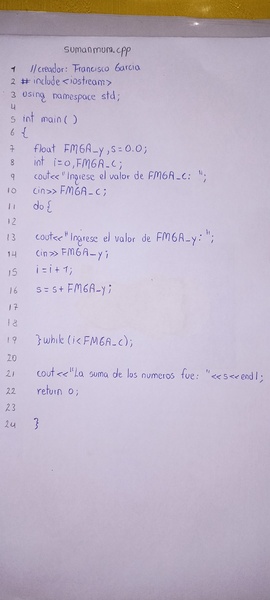 sumanmura.cpp
1 //creador: Francisco Garcia
2 # include <iostream>
3 using namespace std;
4
5 int main( )
6 {
7 float FMGA_y, s=0.0;
8 int i=0, FMGA_c;
9 cout<<"Ingrese el valor de FMGA_c: ";
10 cin>> FMGA_c;
11 do {
12
13 cout<<"Ingrese el valor de FMGA_y: ";
14 cin>> FMGA_y;
15 i=i+1;
16 s=s+FMGA_y;
17
18
19 }while(i<FMGA_c);
20
21 cout<<"La suma de los numeros fue: "<<s<<endl;
22 return 0;
23
24 }